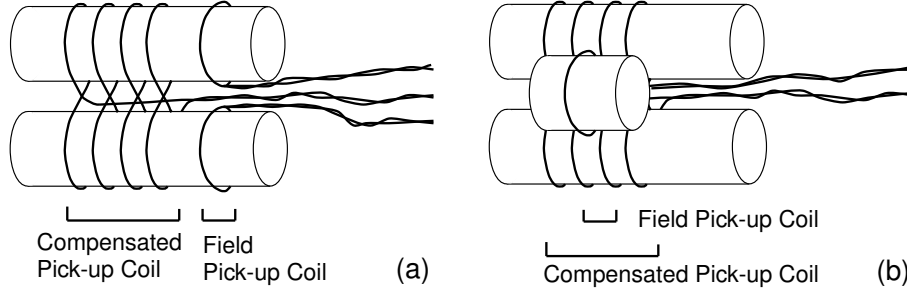 Compensated
Pick-up Coil
Field
Pick-up Coil
(a)
Field Pick-up Coil
Compensated Pick-up Coil
(b)